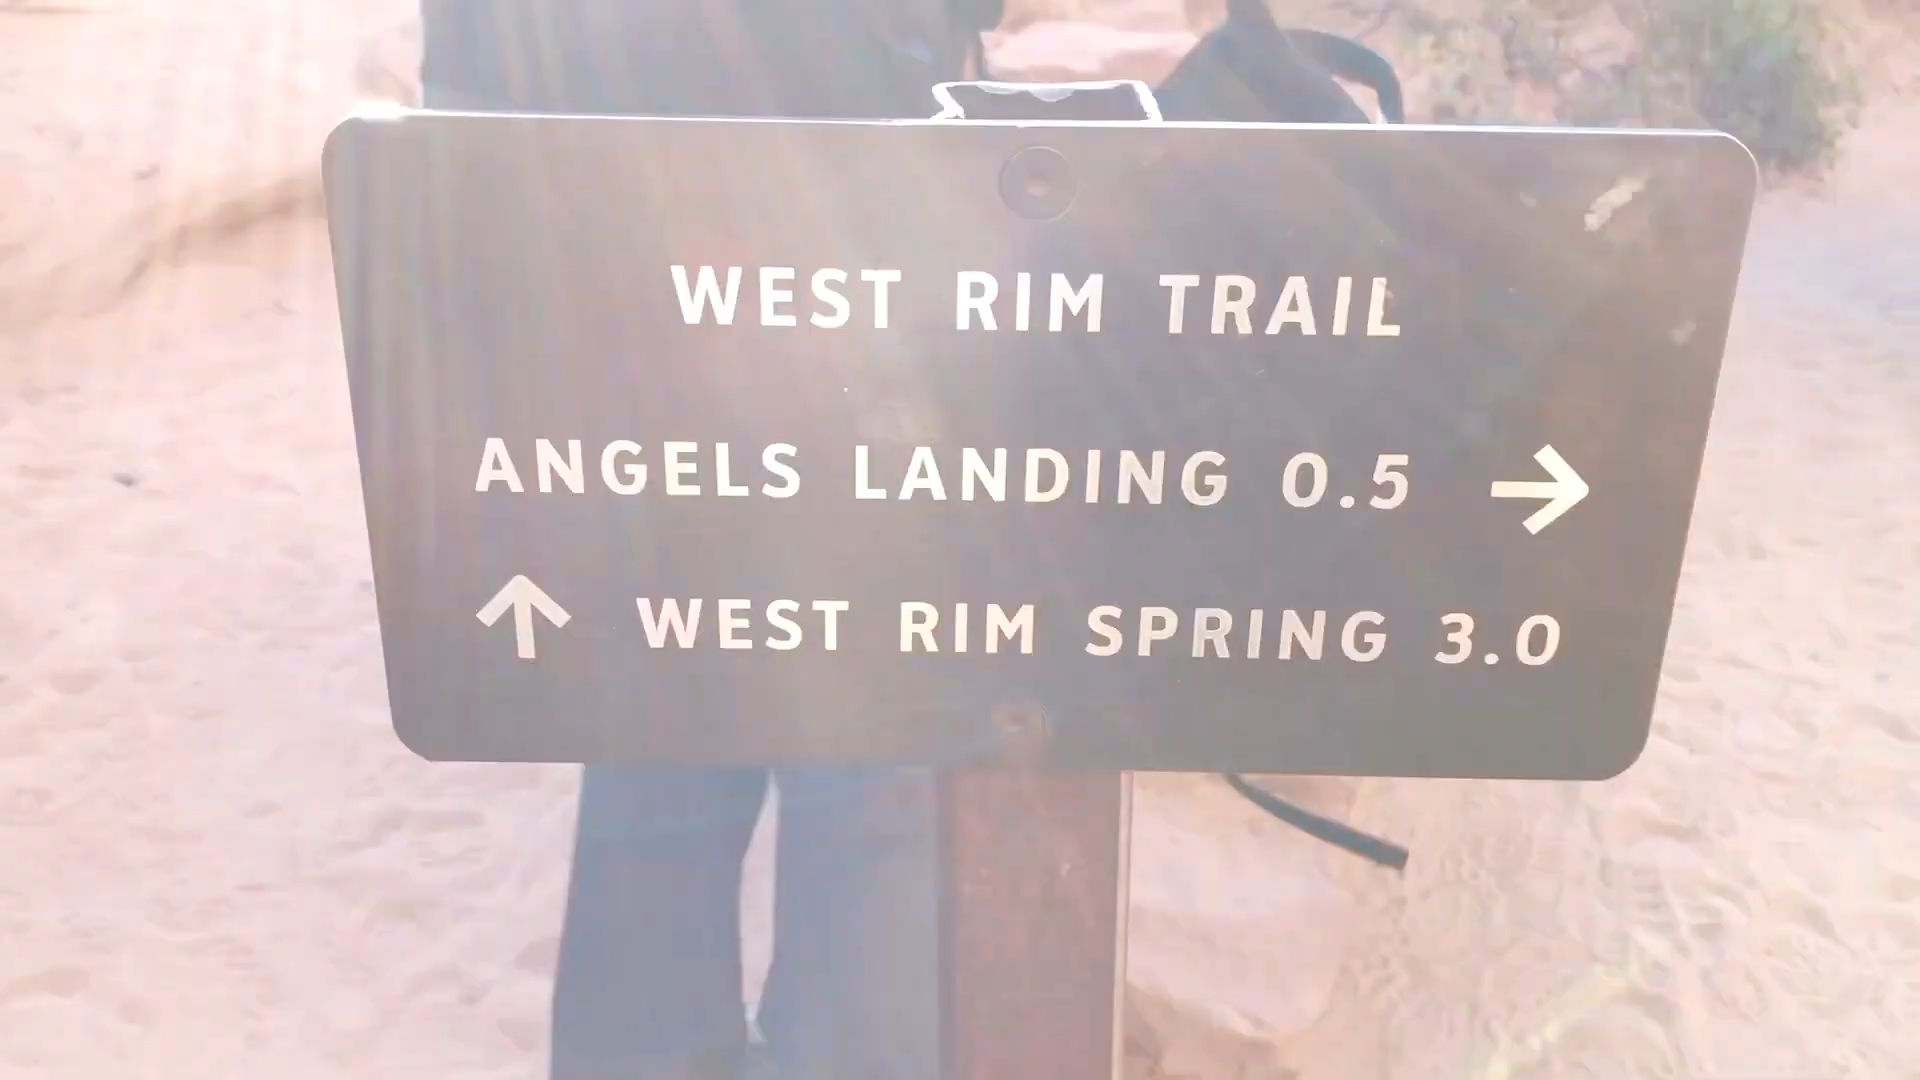 WEST RIM TRAIL
ANGELS LANDING 0.5 →
↑ WEST RIM SPRING 3.0